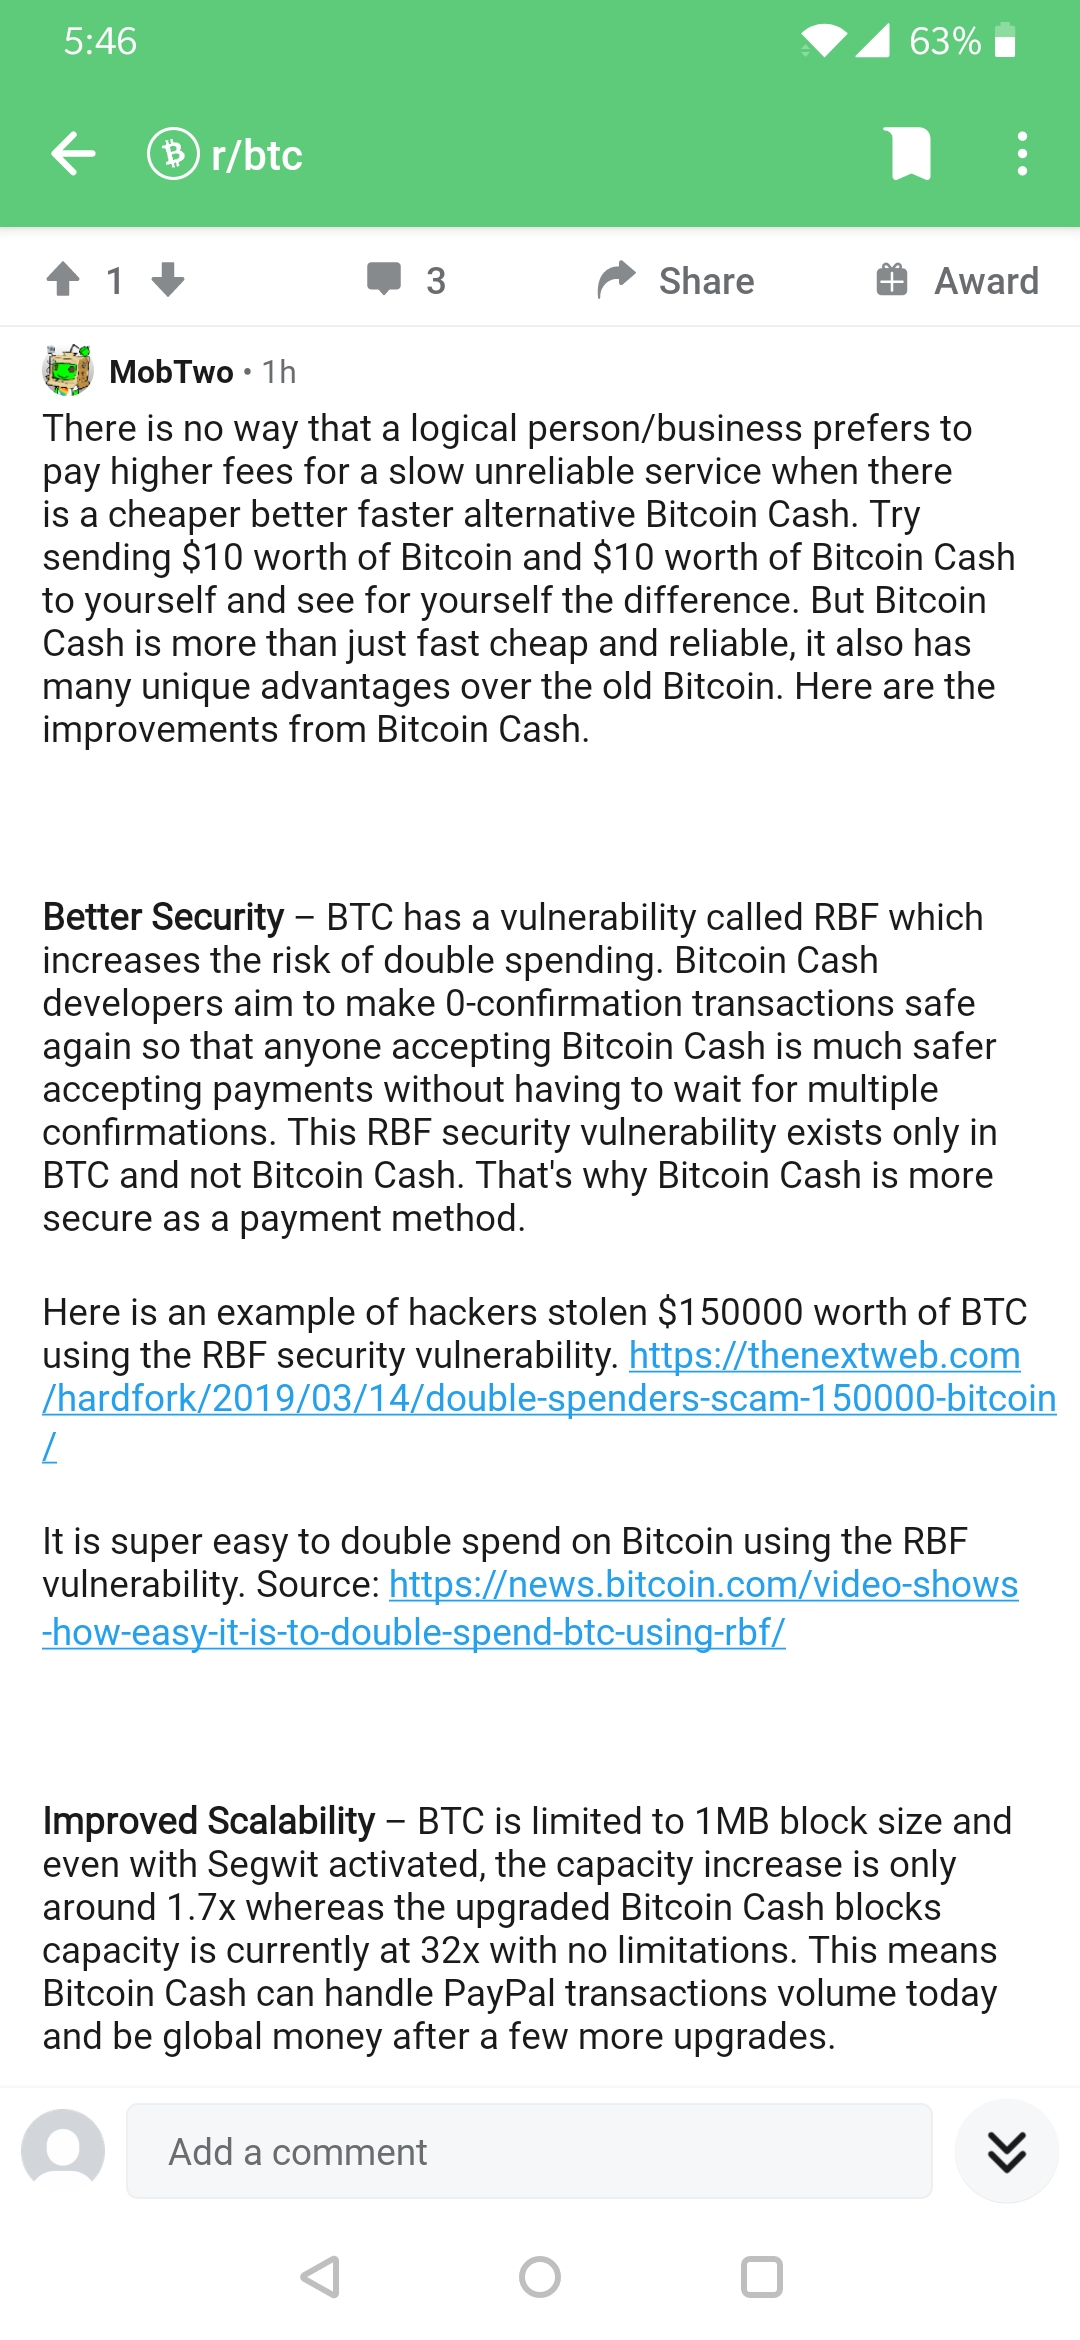 5:46
63%
r/btc
1
3
Share
Award
MobTwo • 1h
There is no way that a logical person/business prefers to
pay higher fees for a slow unreliable service when there
is a cheaper better faster alternative Bitcoin Cash. Try
sending $10 worth of Bitcoin and $10 worth of Bitcoin Cash
to yourself and see for yourself the difference. But Bitcoin
Cash is more than just fast cheap and reliable, it also has
many unique advantages over the old Bitcoin. Here are the
improvements from Bitcoin Cash.
Better Security – BTC has a vulnerability called RBF which
increases the risk of double spending. Bitcoin Cash
developers aim to make 0-confirmation transactions safe
again so that anyone accepting Bitcoin Cash is much safer
accepting payments without having to wait for multiple
confirmations. This RBF security vulnerability exists only in
BTC and not Bitcoin Cash. That's why Bitcoin Cash is more
secure as a payment method.
Here is an example of hackers stolen $150000 worth of BTC
using the RBF security vulnerability. https://thenextweb.com
/hardfork/2019/03/14/double-spenders-scam-150000-bitcoin
/
It is super easy to double spend on Bitcoin using the RBF
vulnerability. Source: https://news.bitcoin.com/video-shows
-how-easy-it-is-to-double-spend-btc-using-rbf/
Improved Scalability – BTC is limited to 1MB block size and
even with Segwit activated, the capacity increase is only
around 1.7x whereas the upgraded Bitcoin Cash blocks
capacity is currently at 32x with no limitations. This means
Bitcoin Cash can handle PayPal transactions volume today
and be global money after a few more upgrades.
Add a comment